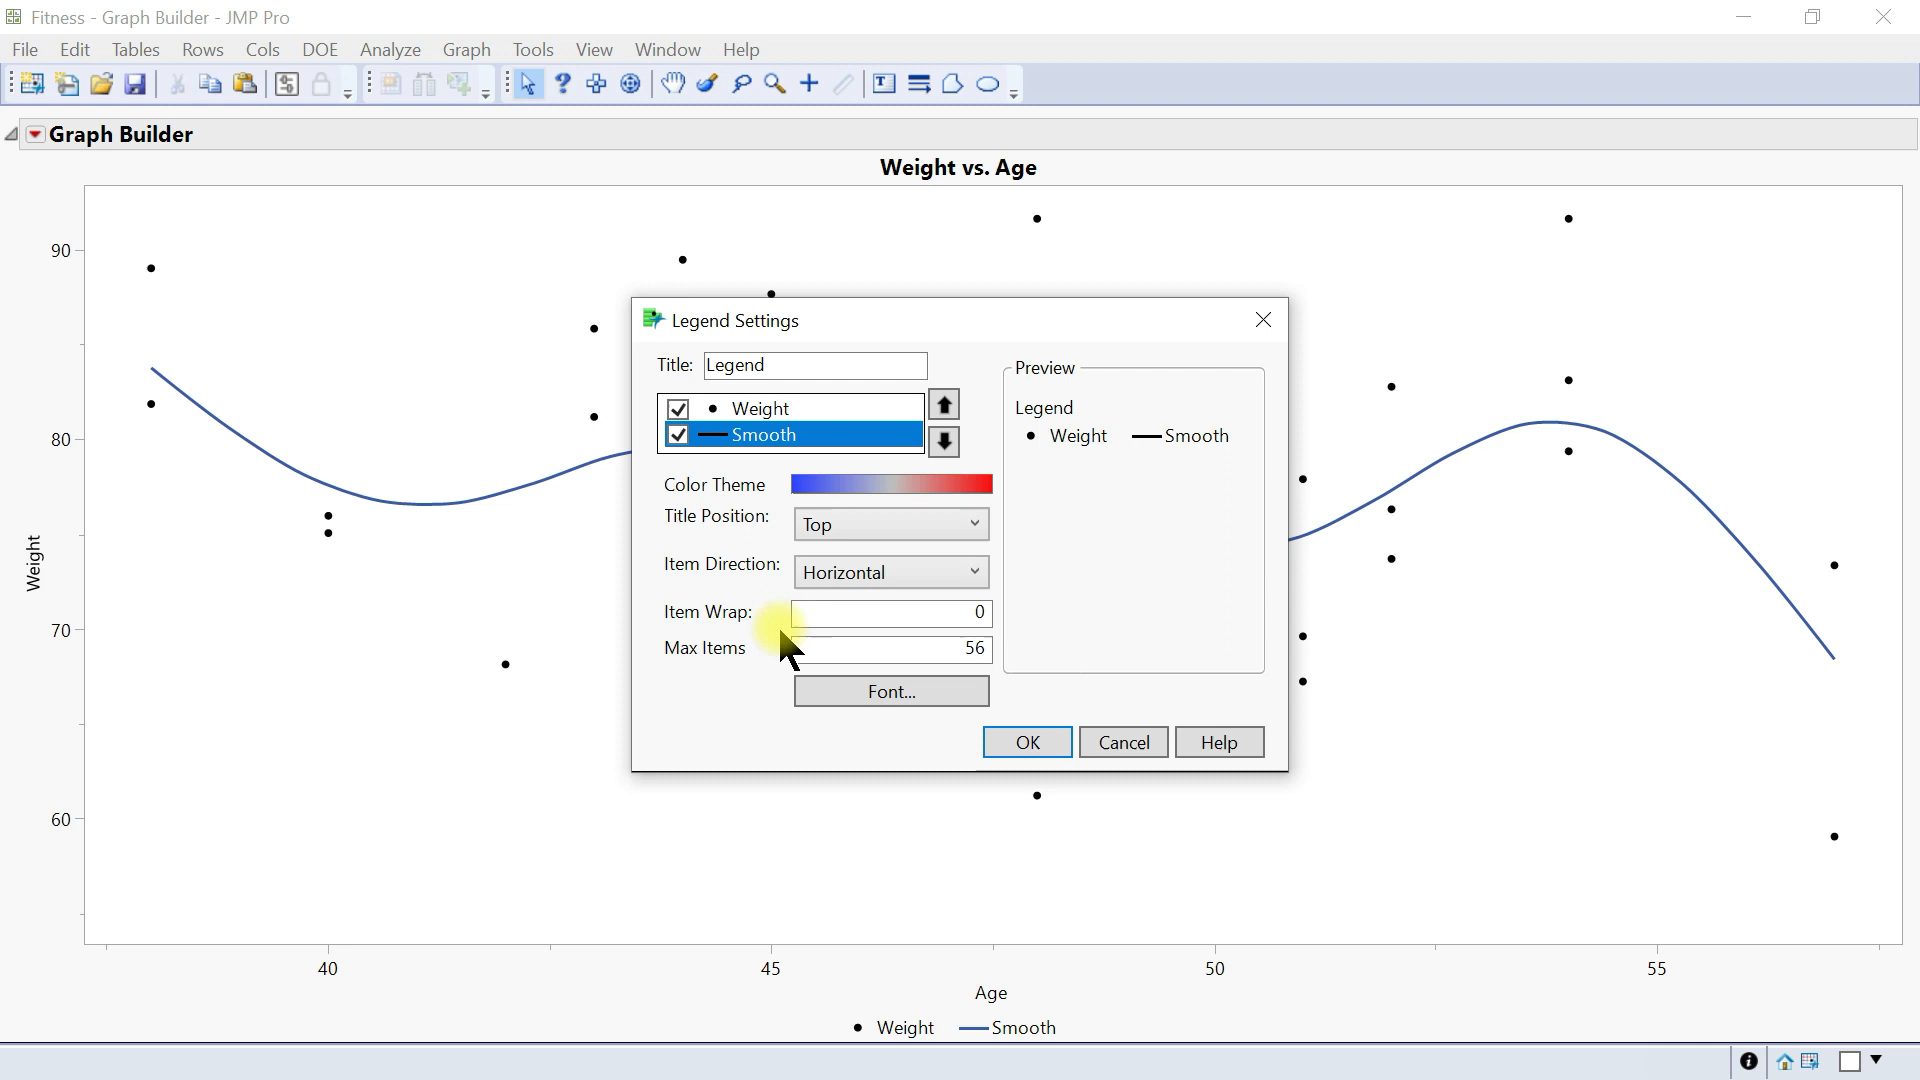 Fitness - Graph Builder - JMP Pro
File Edit Tables Rows Cols DOE Analyze Graph Tools View Window Help
Graph Builder
Weight vs. Age
90
80
70
60
Weight
40 45 50 55
Age
Weight Smooth
Legend Settings
Title: Legend
Weight
Smooth
Color Theme
Title Position: Top
Item Direction: Horizontal
Item Wrap: 0
Max Items 56
Font...
Preview
Legend
Weight Smooth
OK Cancel Help